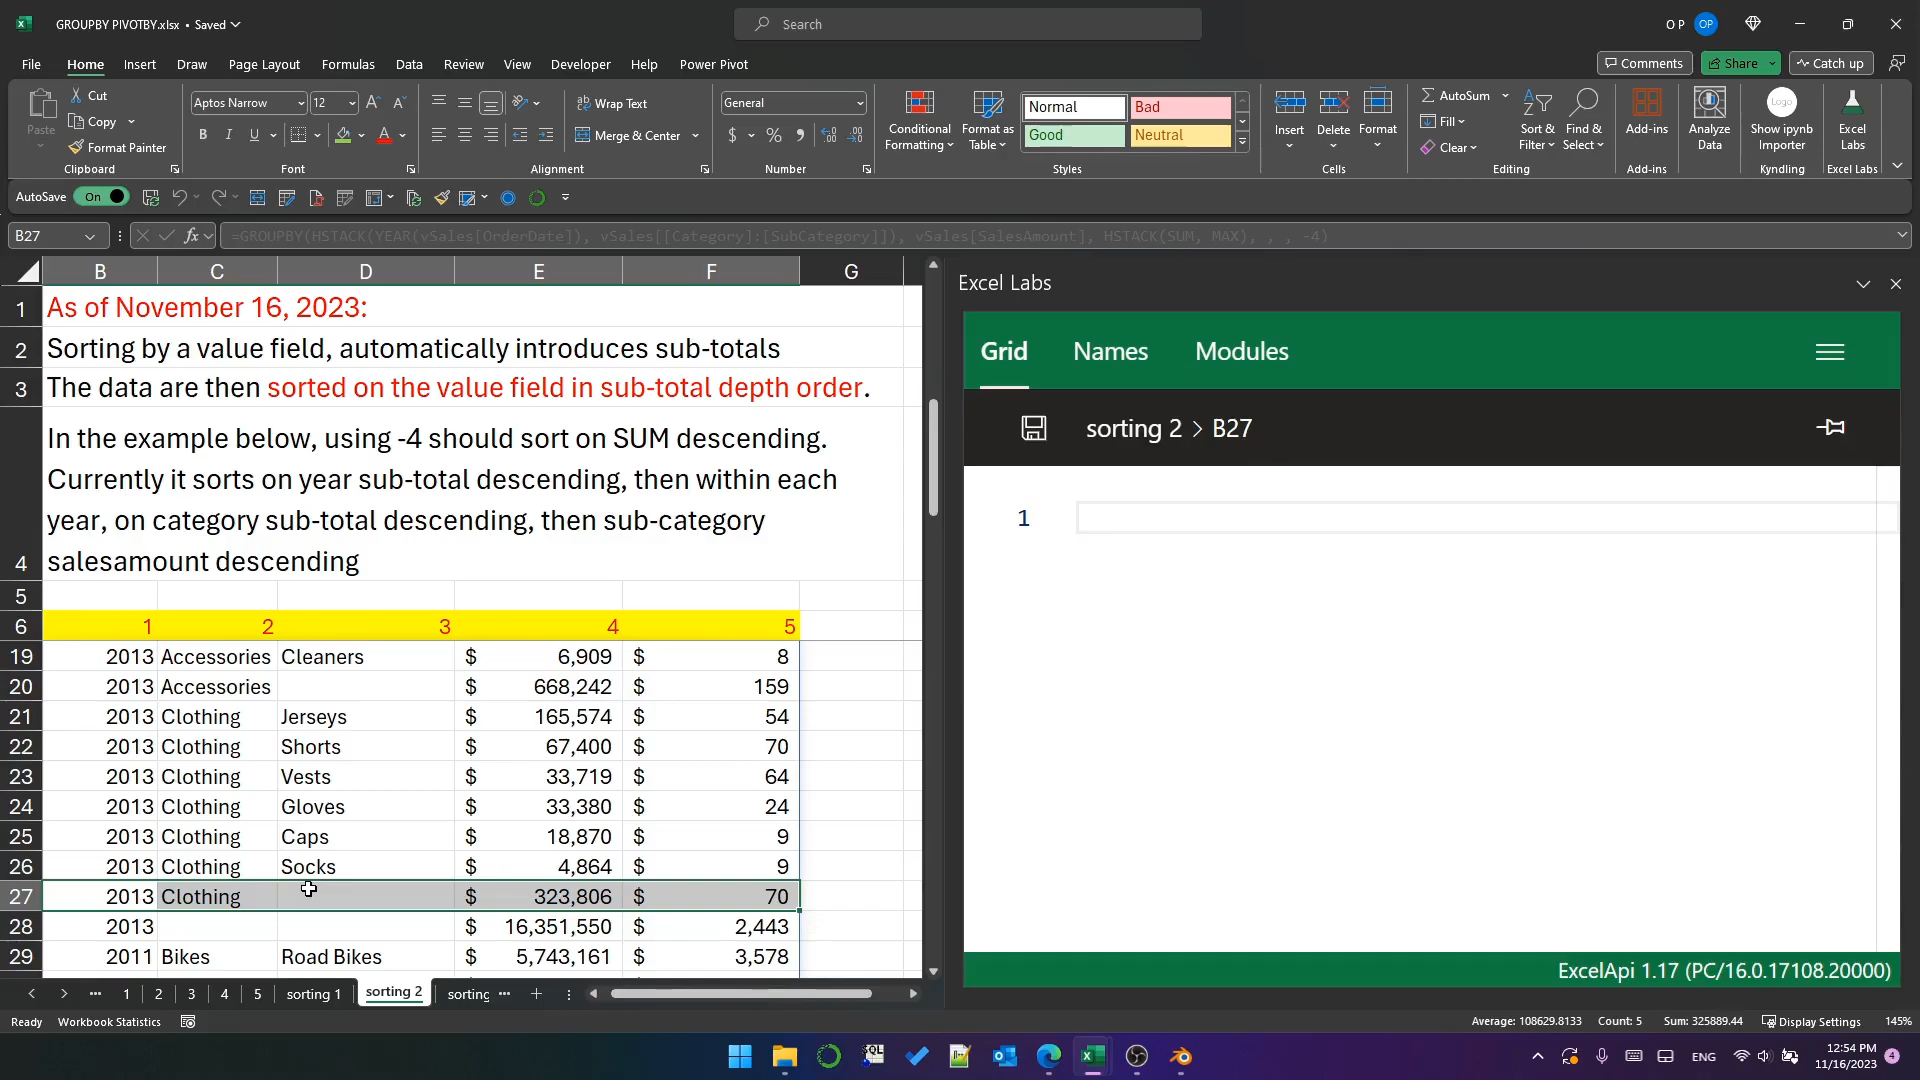 GROUPBY PIVOTBY.xlsx • Saved
Search
O P
OP
File Home Insert Draw Page Layout Formulas Data Review View Developer Help Power Pivot
Comments
Share
Catch up
Paste
Cut
Copy
Format Painter
Clipboard
Aptos Narrow
12
B I U
Font
Wrap Text
Merge & Center
Alignment
General
$ % ,
Number
Conditional Formatting
Format as Table
Normal
Bad
Good
Neutral
Styles
Insert
Delete
Format
Cells
AutoSum
Fill
Clear
Sort & Filter
Find & Select
Editing
Add-ins
Add-ins
Analyze Data
Logo
Show ipynb Importer
Kyndling
Excel Labs
Excel Labs
AutoSave On
B27
fx
=GROUPBY(HSTACK(YEAR(vSales[OrderDate]), vSales[[Category]:[SubCategory]]), vSales[SalesAmount], HSTACK(SUM, MAX), , , -4)
B C D E F G
1 As of November 16, 2023:
2 Sorting by a value field, automatically introduces sub-totals
3 The data are then sorted on the value field in sub-total depth order.
In the example below, using -4 should sort on SUM descending.
Currently it sorts on year sub-total descending, then within each
year, on category sub-total descending, then sub-category
4 salesamount descending
5
6 1 2 3 4 5
19 2013 Accessories Cleaners $ 6,909 $ 8
20 2013 Accessories $ 668,242 $ 159
21 2013 Clothing Jerseys $ 165,574 $ 54
22 2013 Clothing Shorts $ 67,400 $ 70
23 2013 Clothing Vests $ 33,719 $ 64
24 2013 Clothing Gloves $ 33,380 $ 24
25 2013 Clothing Caps $ 18,870 $ 9
26 2013 Clothing Socks $ 4,864 $ 9
27 2013 Clothing $ 323,806 $ 70
28 2013 $ 16,351,550 $ 2,443
29 2011 Bikes Road Bikes $ 5,743,161 $ 3,578
1 2 3 4 5 sorting 1 sorting 2 sorting
Excel Labs
Grid Names Modules
sorting 2 > B27
1
ExcelApi 1.17 (PC/16.0.17108.20000)
Ready Workbook Statistics
Average: 108629.8133 Count: 5 Sum: 325889.44 Display Settings 145%
SQL
ENG
12:54 PM
11/16/2023
4